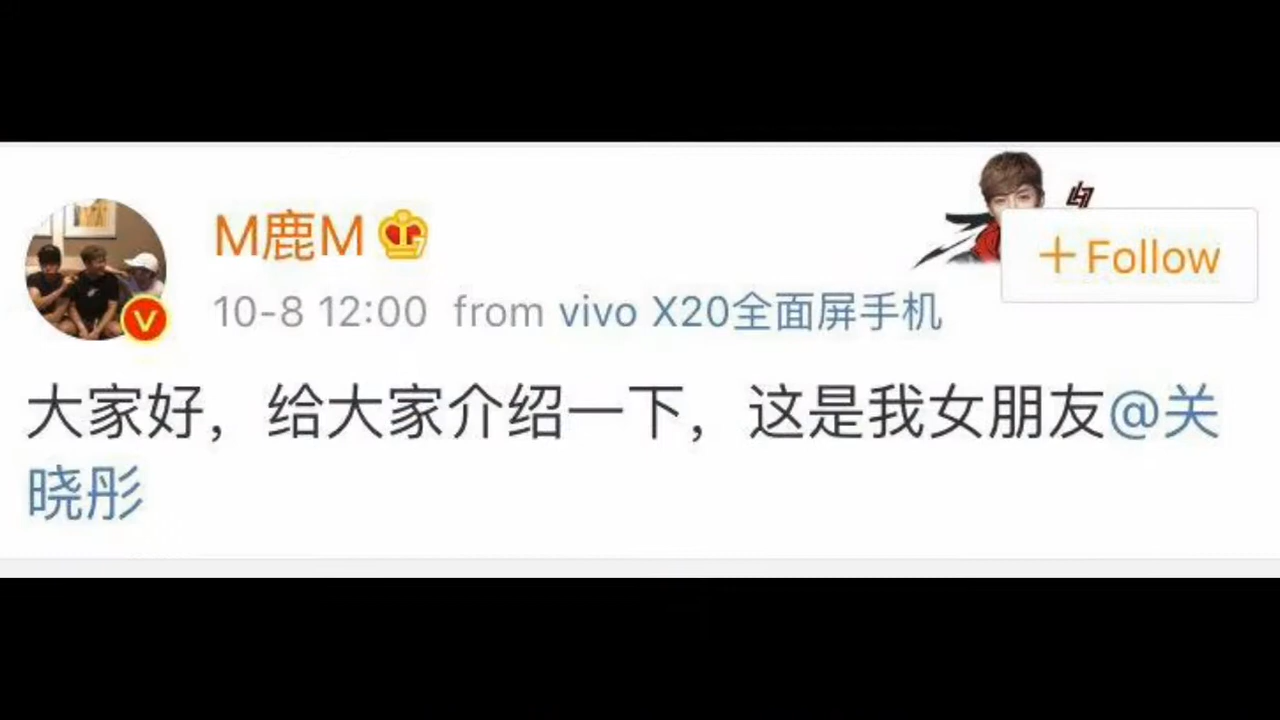 M鹿M
+Follow
10-8 12:00 from vivo X20全面屏手机
大家好，给大家介绍一下，这是我女朋友@关
晓彤